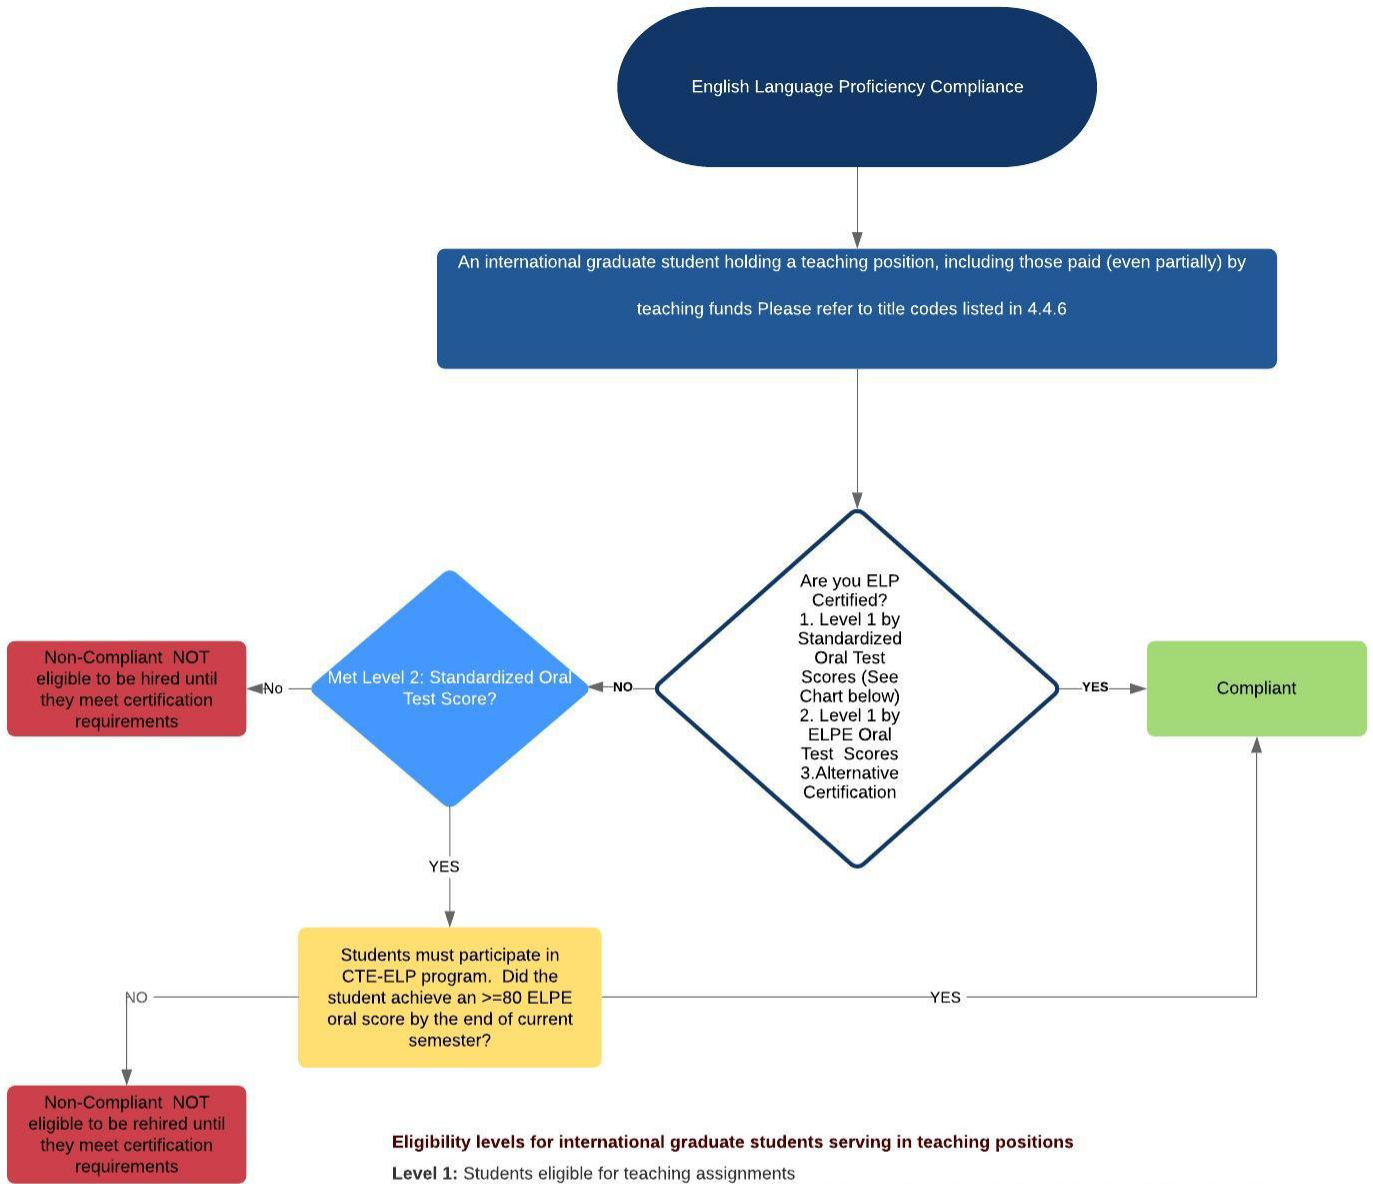 English Language Proficiency Compliance
An international graduate student holding a teaching position, including those paid (even partially) by
teaching funds Please refer to title codes listed in 4.4.6
Are you ELP
Certified?
1. Level 1 by
Standardized
Oral Test
Scores (See
Chart below)
2. Level 1 by
ELPE Oral
Test  Scores
3.Alternative
Certification
NO
YES
Compliant
Met Level 2: Standardized Oral
Test Score?
No
Non-Compliant  NOT
eligible to be hired until
they meet certification
requirements
YES
Students must participate in
CTE-ELP program.  Did the
student achieve an >=80 ELPE
oral score by the end of current
semester?
NO
YES
Non-Compliant  NOT
eligible to be rehired until
they meet certification
requirements
Eligibility levels for international graduate students serving in teaching positions
Level 1: Students eligible for teaching assignments